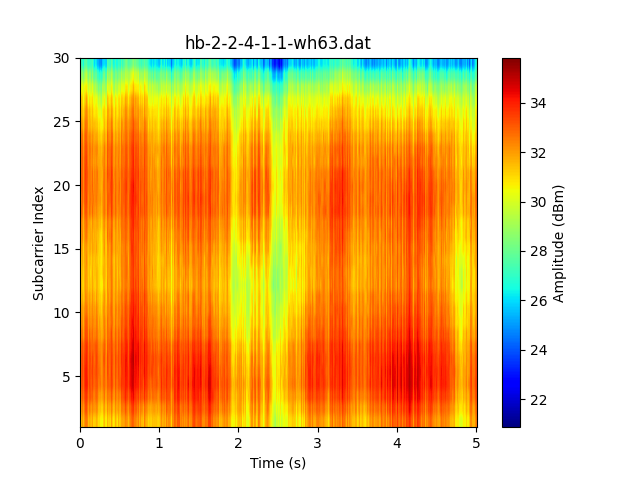 hb-2-2-4-1-1-wh63.dat
30
25
20
15
10
5
Subcarrier Index
0 1 2 3 4 5
Time (s)
34
32
30
28
26
24
22
Amplitude (dBm)